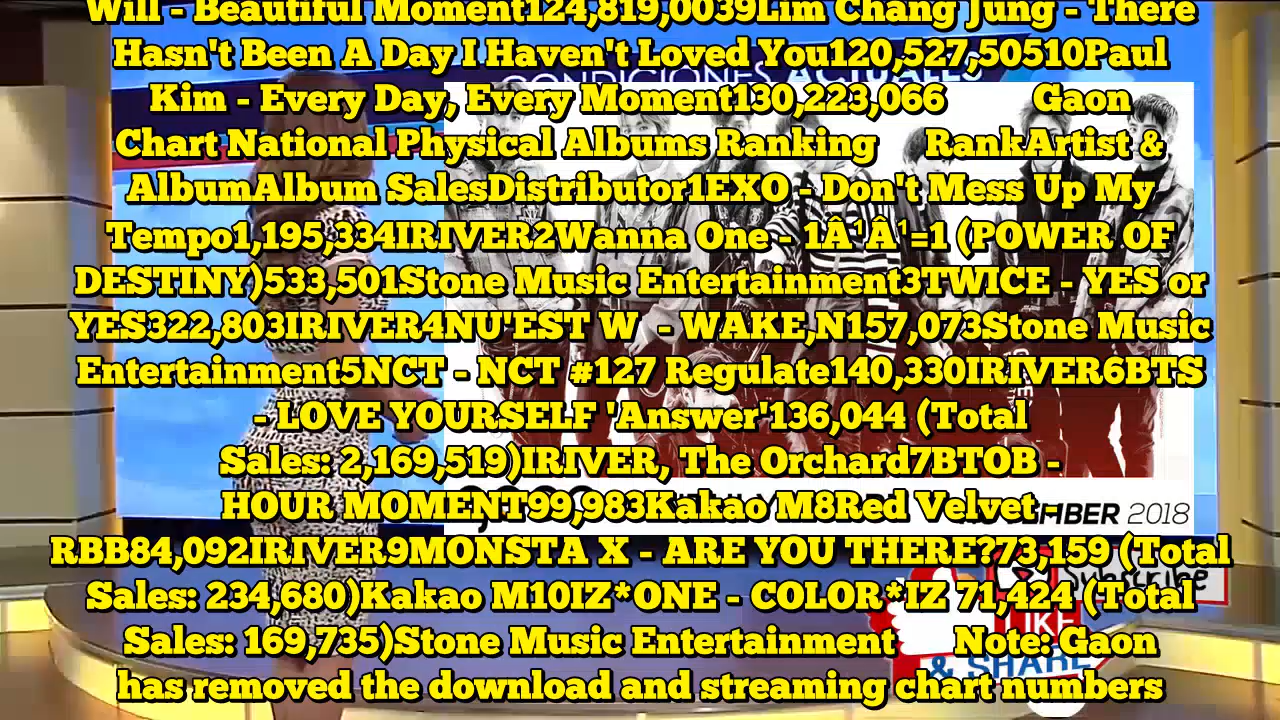 Will - Beautiful Moment124,819,0039Lim Chang Jung - There
Hasn't Been A Day I Haven't Loved You120,527,50510Paul
CONDICIONES ACTUALES
Kim - Every Day, Every Moment130,223,066 Gaon
Chart National Physical Albums Ranking RankArtist &
AlbumAlbum SalesDistributor1EXO - Don't Mess Up My
Tempo1,195,334IRIVER2Wanna One - 1Â¹Â¹=1 (POWER OF
DESTINY)533,501Stone Music Entertainment3TWICE - YES or
YES322,803IRIVER4NU'EST W - WAKE,N157,073Stone Music
Entertainment5NCT - NCT #127 Regulate140,330IRIVER6BTS
- LOVE YOURSELF 'Answer'136,044 (Total
Sales: 2,169,519)IRIVER, The Orchard7BTOB -
HOUR MOMENT99,983Kakao M8Red Velvet -
2018
RBB84,092IRIVER9MONSTA X - ARE YOU THERE?73,159 (Total
Subscribe
Sales: 234,680)Kakao M10IZ*ONE - COLOR*IZ 71,424 (Total
LIKE
Sales: 169,735)Stone Music Entertainment Note: Gaon
& SHARE
has removed the download and streaming chart numbers